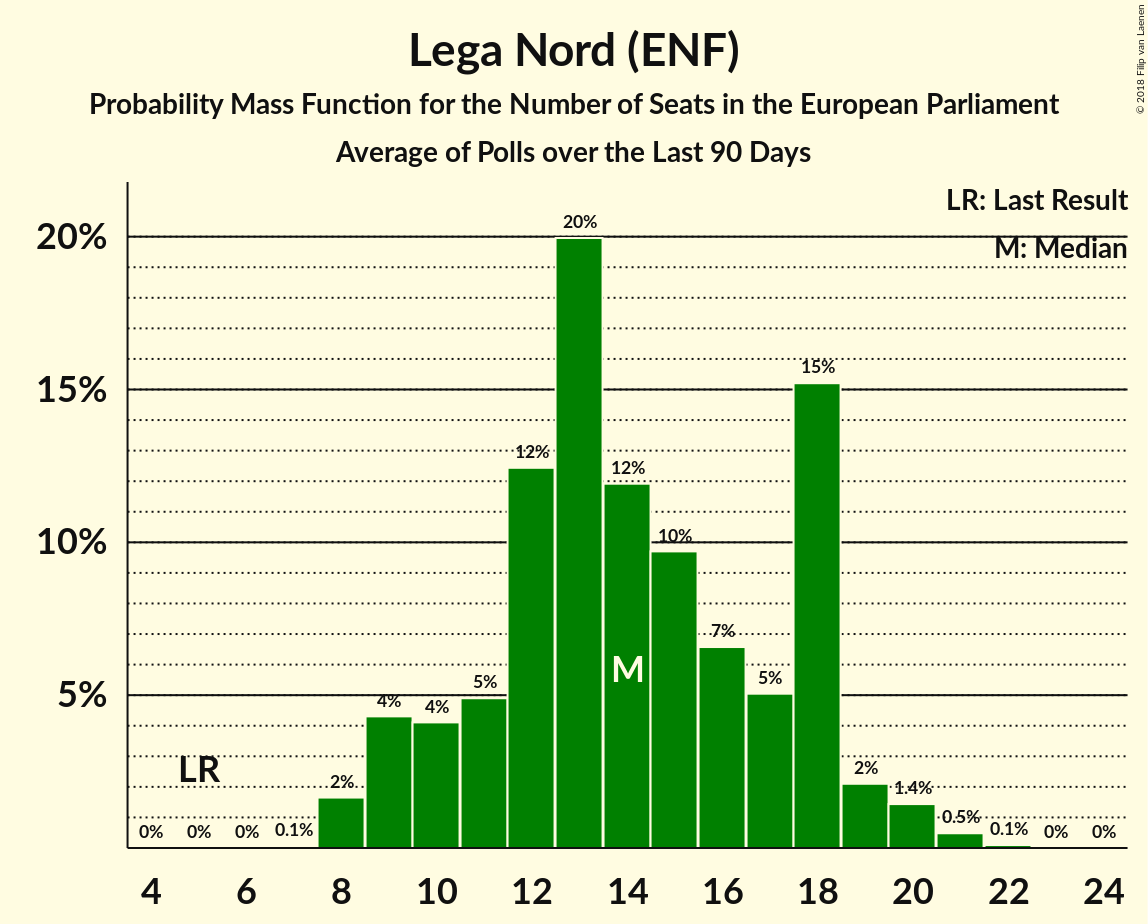 Lega Nord (ENF)
Probability Mass Function for the Number of Seats in the European Parliament
Average of Polls over the Last 90 Days
© 2018 Filip van Laenen
LR: Last Result
M: Median
20%
15%
10%
5%
0%
0%
0%
0.1%
2%
4%
4%
5%
12%
20%
12%
10%
7%
5%
15%
2%
1.4%
0.5%
0.1%
0%
0%
LR
M
4 6 8 10 12 14 16 18 20 22 24